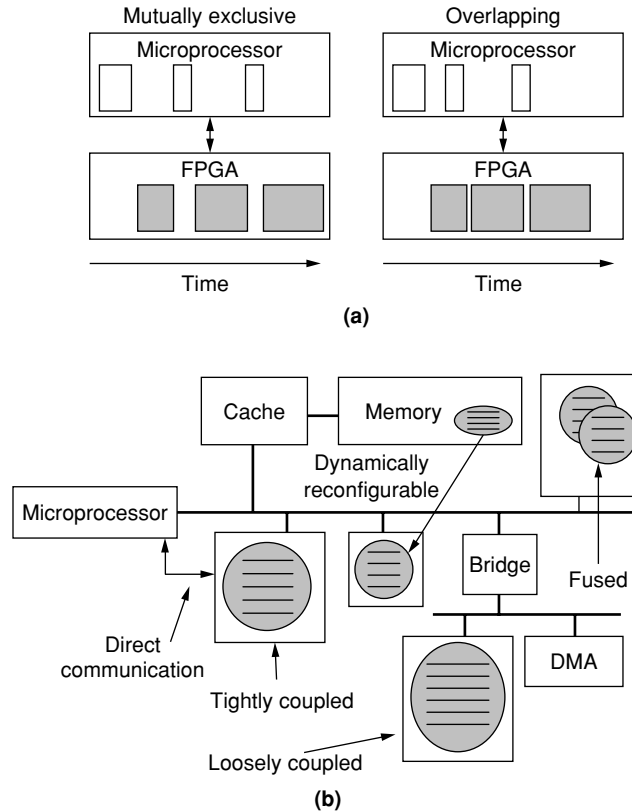 Mutually exclusive
Overlapping
Microprocessor
Microprocessor
FPGA
FPGA
Time
Time
(a)
Cache
Memory
Dynamically
reconfigurable
Microprocessor
Bridge
Fused
Direct
communication
DMA
Tightly coupled
Loosely coupled
(b)